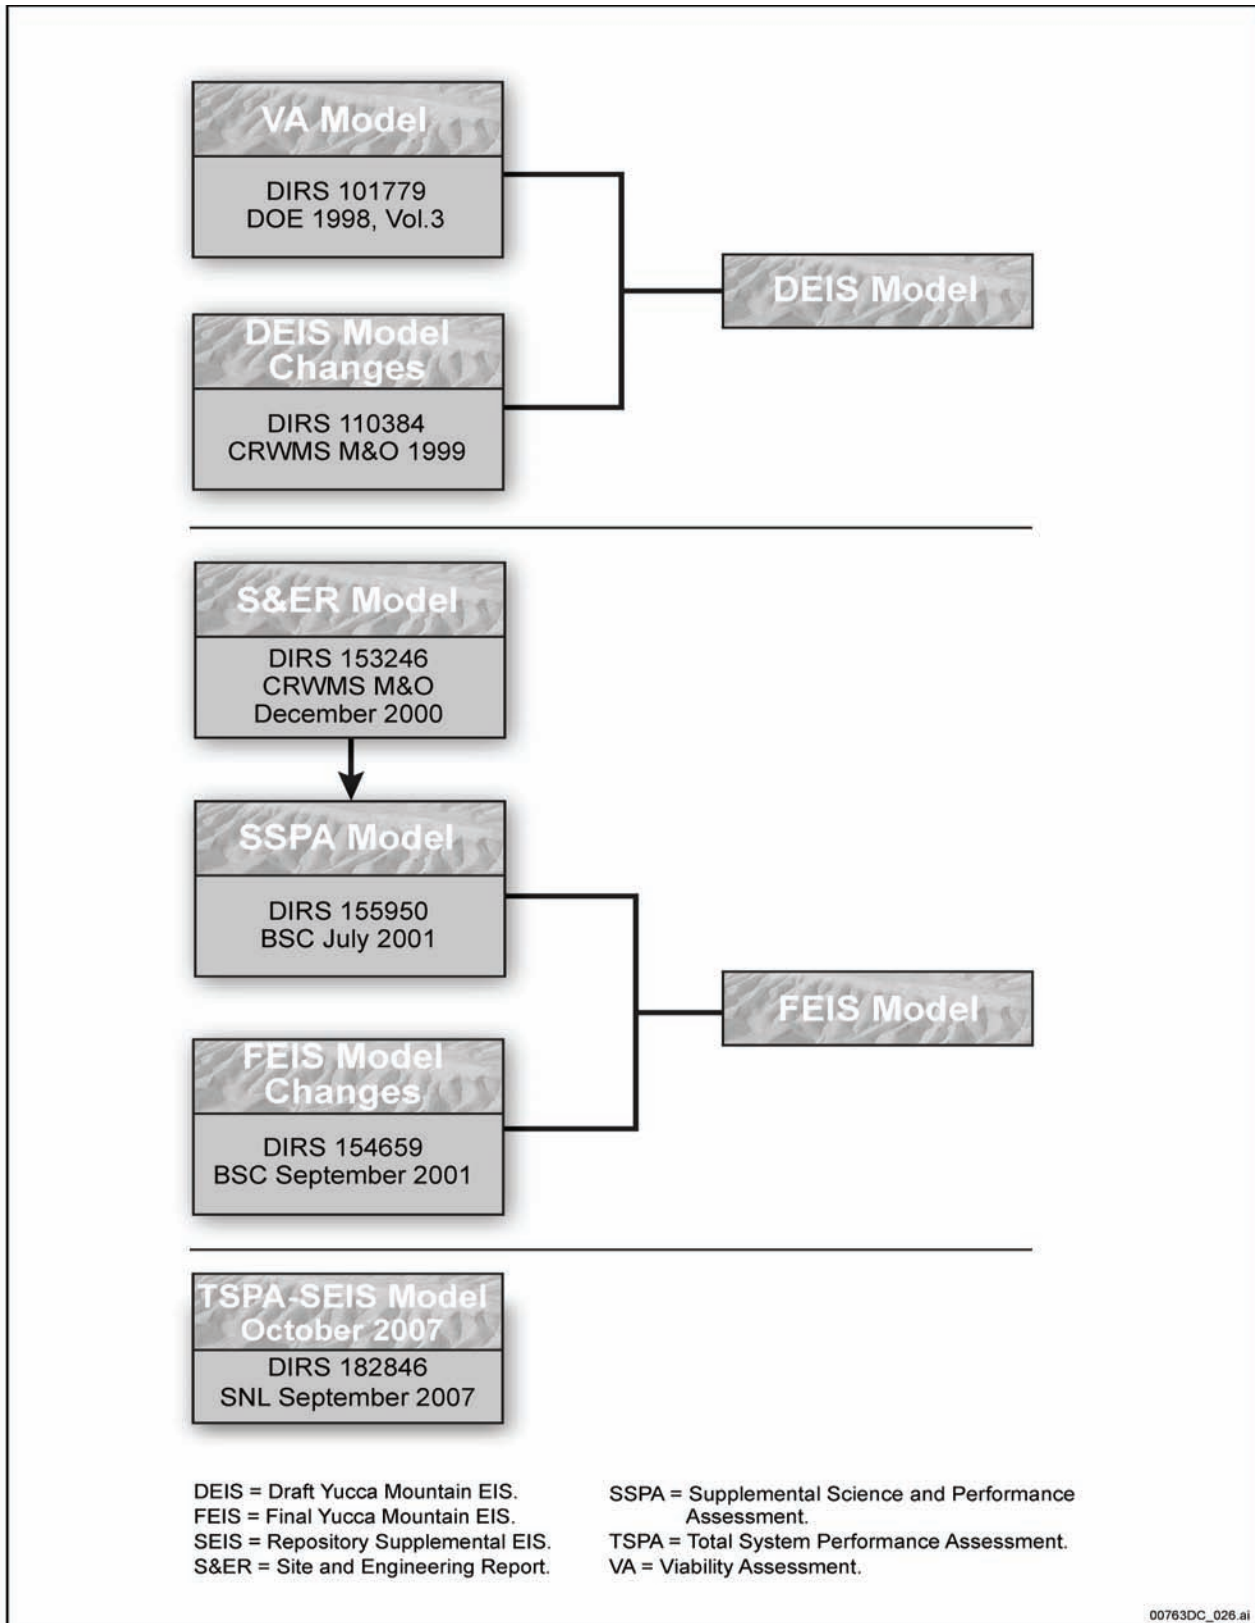 VA Model
DIRS 101779
DOE 1998, Vol.3
DEIS Model
DEIS Model
Changes
DIRS 110384
CRWMS M&O 1999
S&ER Model
DIRS 153246
CRWMS M&O
December 2000
SSPA Model
DIRS 155950
BSC July 2001
FEIS Model
FEIS Model
Changes
DIRS 154659
BSC September 2001
TSPA-SEIS Model
October 2007
DIRS 182846
SNL September 2007
DEIS = Draft Yucca Mountain EIS.
FEIS = Final Yucca Mountain EIS.
SEIS = Repository Supplemental EIS.
S&ER = Site and Engineering Report.
SSPA = Supplemental Science and Performance
Assessment.
TSPA = Total System Performance Assessment.
VA = Viability Assessment.
00763DC_026.ai